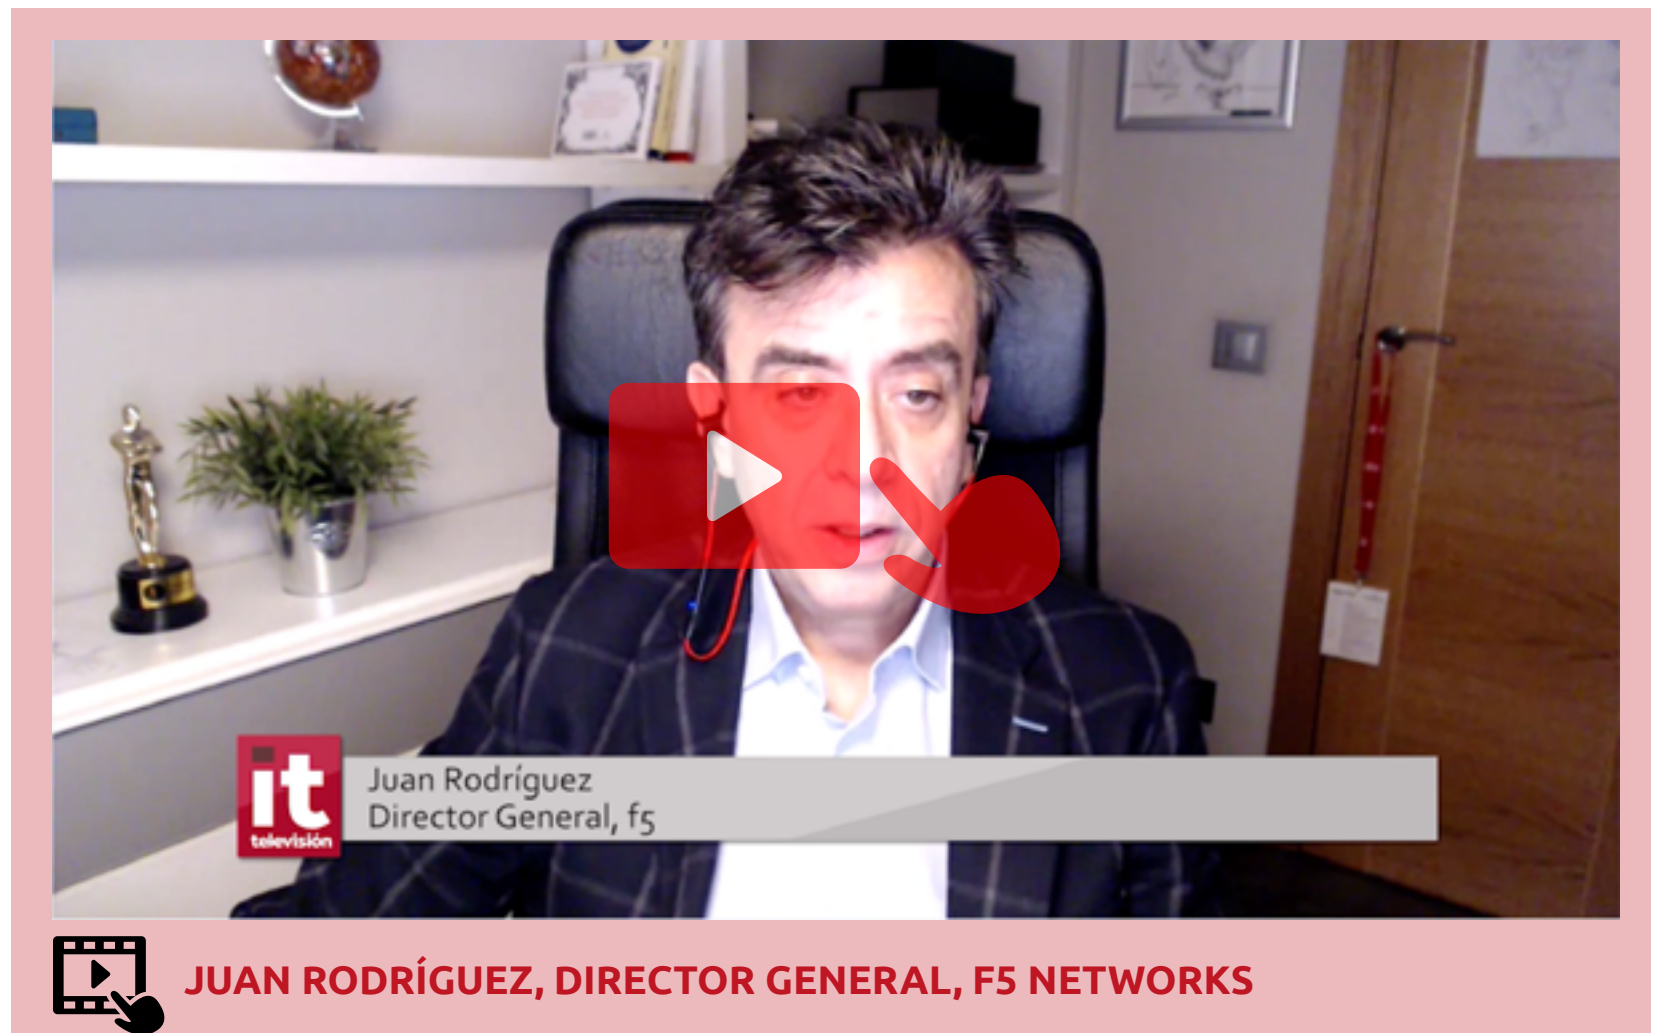 it
televisión
Juan Rodríguez
Director General, f5
JUAN RODRÍGUEZ, DIRECTOR GENERAL, F5 NETWORKS